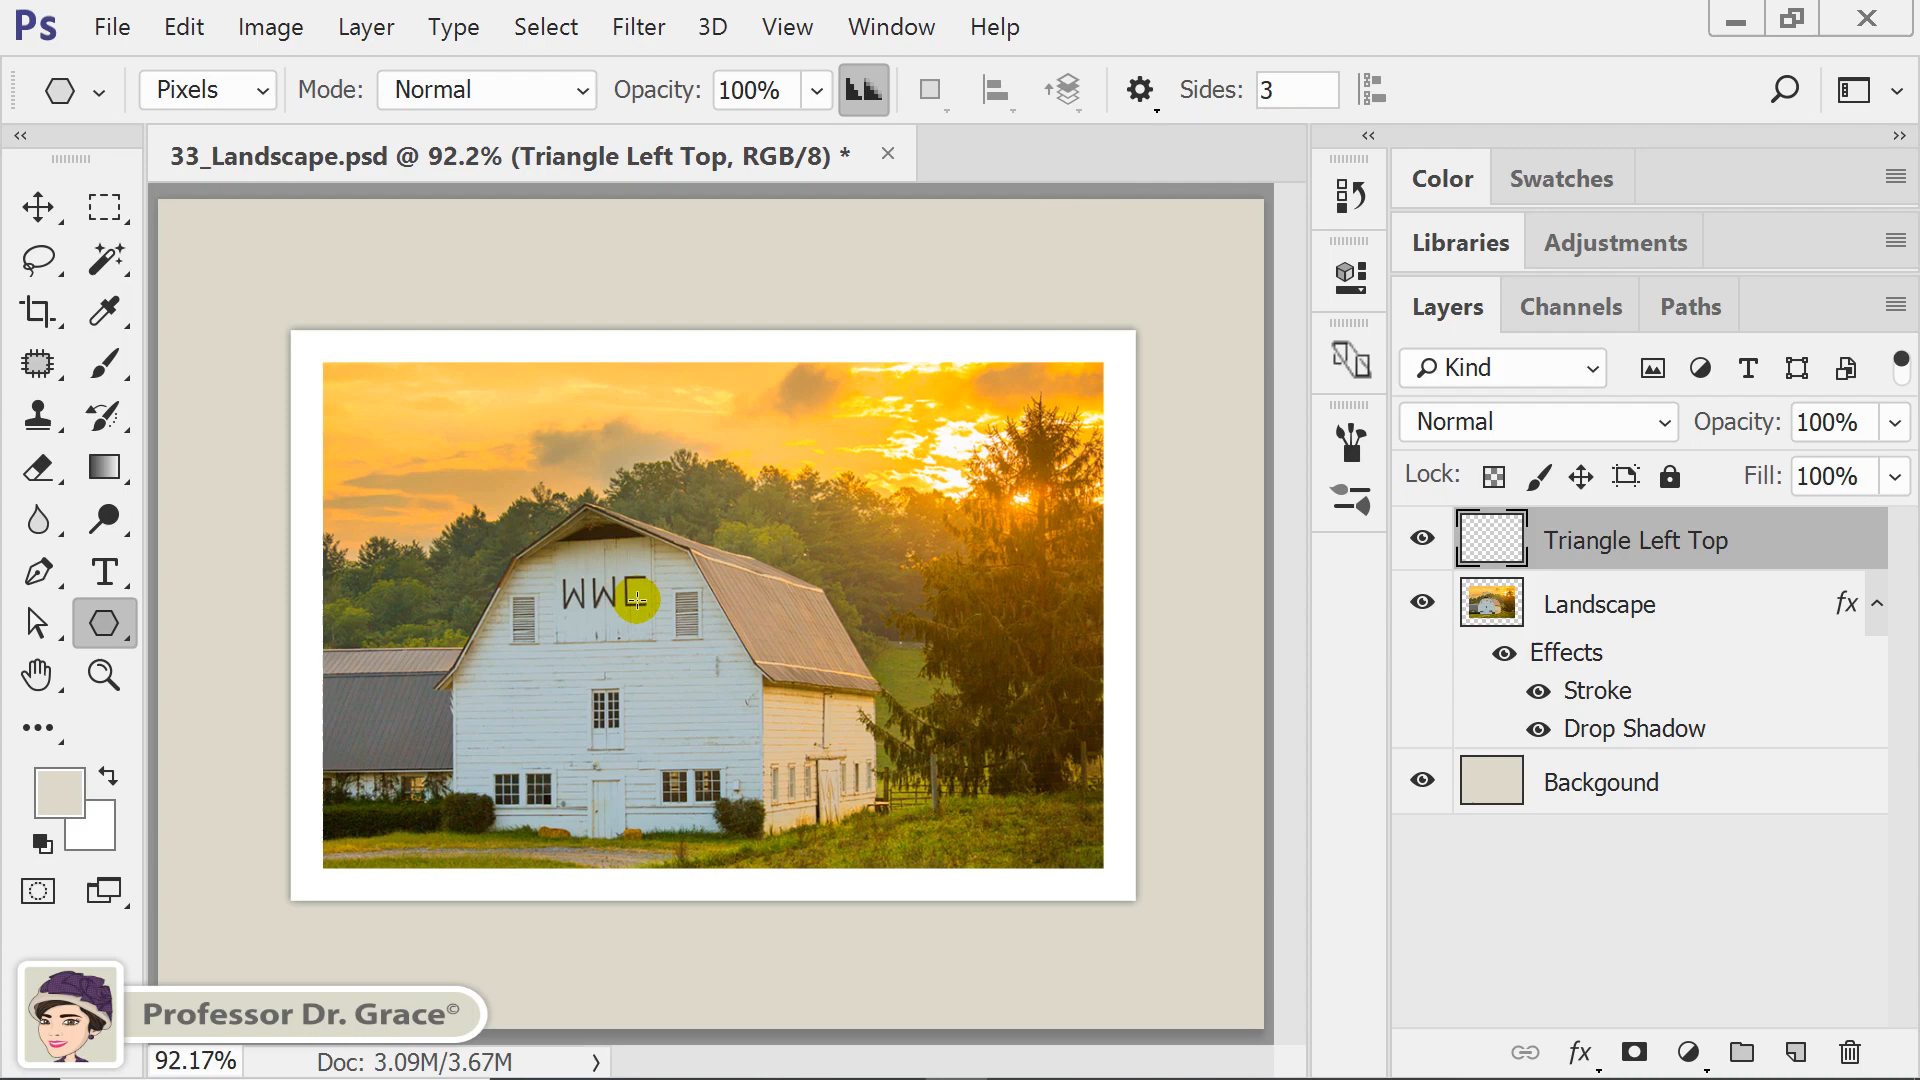 Ps File Edit Image Layer Type Select Filter 3D View Window Help
Pixels Mode: Normal Opacity: 100% Sides: 3
33_Landscape.psd @ 92.2% (Triangle Left Top, RGB/8) *
Color Swatches
Libraries Adjustments
Layers Channels Paths
Kind
Normal Opacity: 100%
Lock: Fill: 100%
Triangle Left Top
Landscape fx
Effects
Stroke
Drop Shadow
Backgound
WWE
Professor Dr. Grace©
92.17% Doc: 3.09M/3.67M
fx